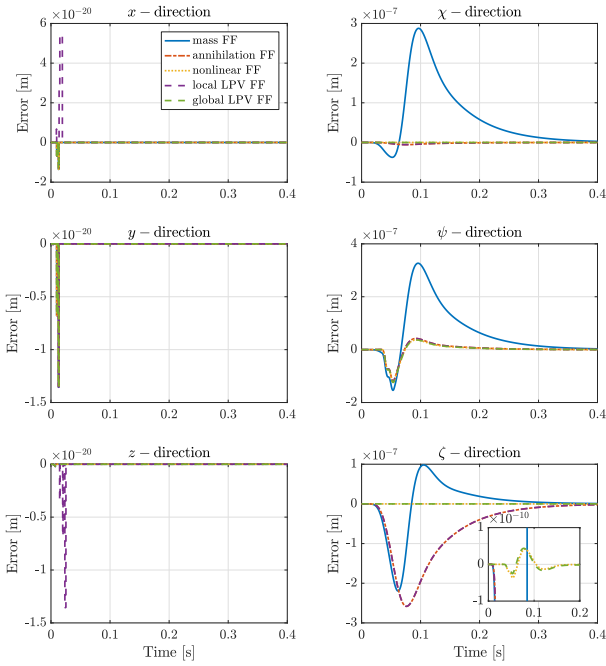 x − direction
×10⁻²⁰
6
4
2
0
-2
Error [m]
0 0.1 0.2 0.3 0.4
mass FF
annihilation FF
nonlinear FF
local LPV FF
global LPV FF
χ − direction
×10⁻⁷
3
2
1
0
-1
Error [m]
0 0.1 0.2 0.3 0.4
y − direction
×10⁻²⁰
0
-0.5
-1
-1.5
Error [m]
0 0.1 0.2 0.3 0.4
ψ − direction
×10⁻⁷
4
2
0
-2
Error [m]
0 0.1 0.2 0.3 0.4
z − direction
×10⁻²⁰
0
-0.5
-1
-1.5
Error [m]
0 0.1 0.2 0.3 0.4
Time [s]
ζ − direction
×10⁻⁷
1
0
-1
-2
-3
Error [m]
0 0.1 0.2 0.3 0.4
Time [s]
×10⁻¹⁰
1
0
-1
0 0.1 0.2